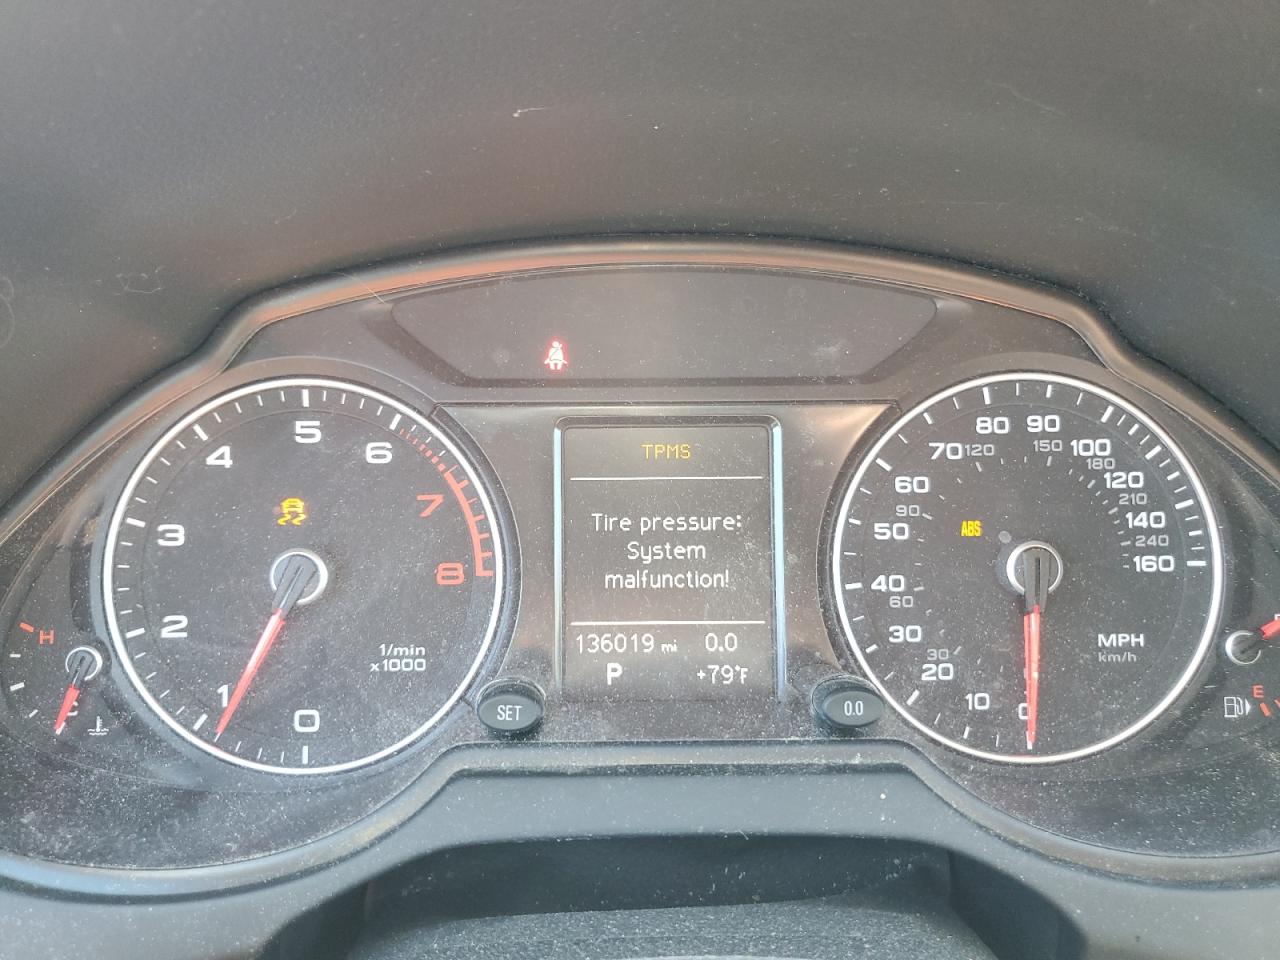 TPMS
Tire pressure:
System
malfunction!
136019 mi 0.0
P +79°F
0
1
2
3
4
5
6
7
8
1/min
x1000
H
C
SET
0.0
ABS
0
10
20
30
40
50
60
70
80
90
100
120
140
160
30
60
90
120
150
180
210
240
MPH
km/h
E